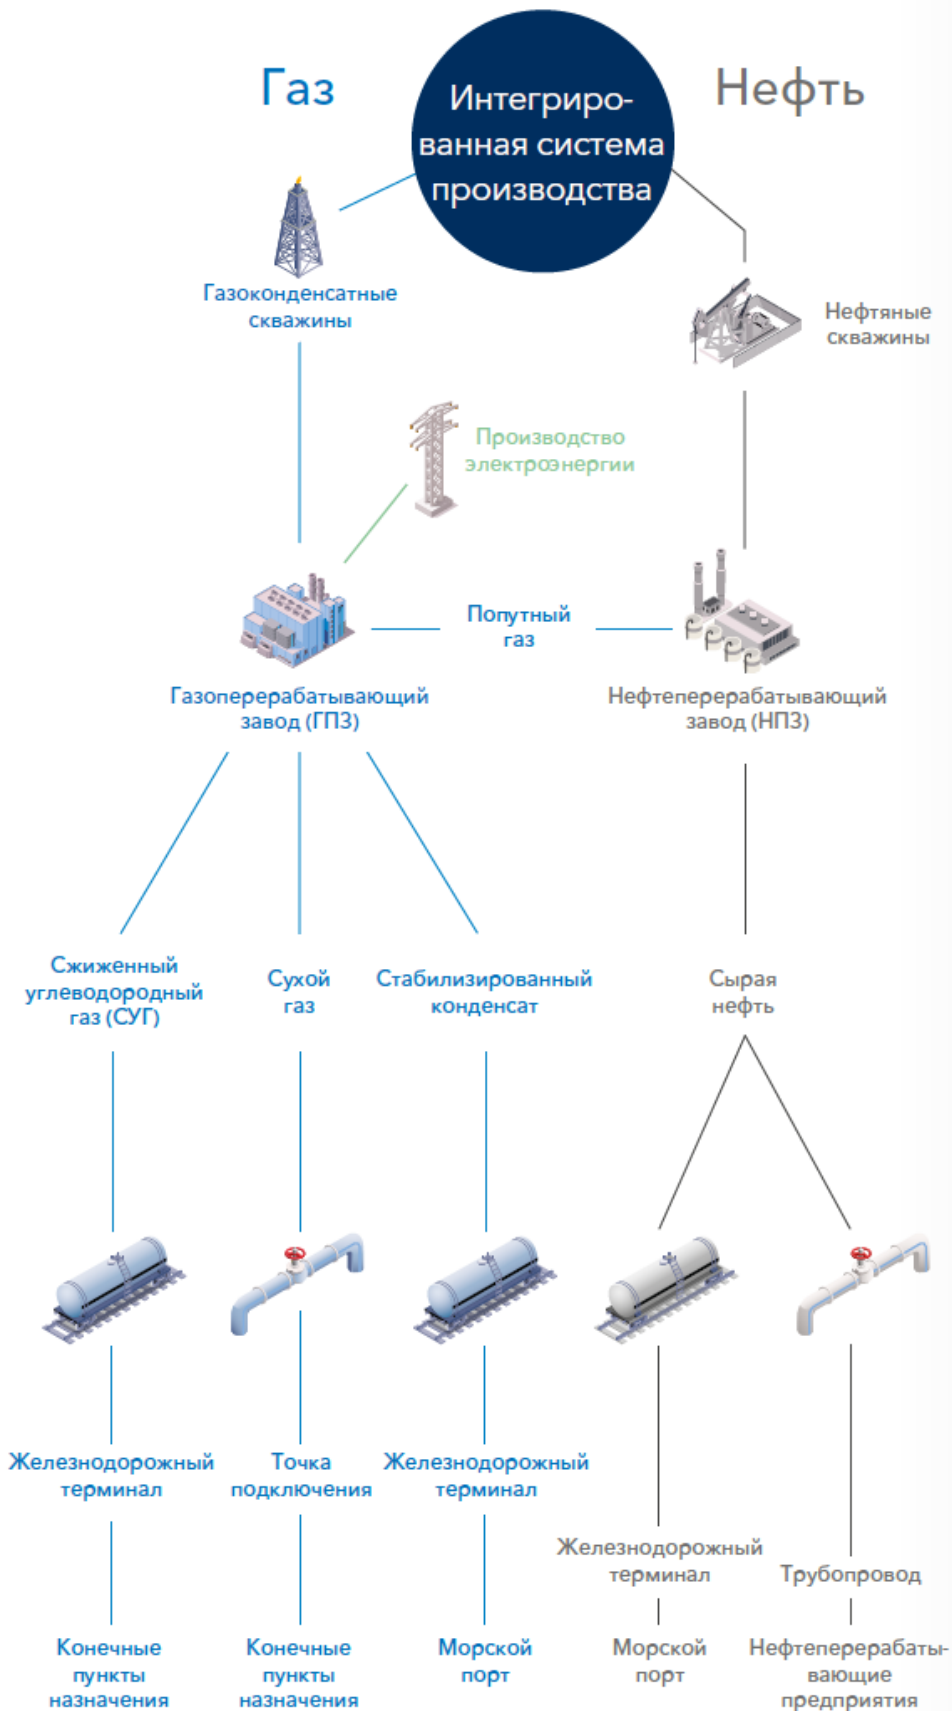 Газ
Интегриро-
ванная система
производства
Нефть
Газоконденсатные
скважины
Нефтяные
скважины
Производство
электроэнергии
Попутный
газ
Газоперерабатывающий
завод (ГПЗ)
Нефтеперерабатывающий
завод (НПЗ)
Сжиженный
углеводородный
газ (СУГ)
Сухой
газ
Стабилизированный
конденсат
Сырая
нефть
Железнодорожный
терминал
Точка
подключения
Железнодорожный
терминал
Железнодорожный
терминал
Трубопровод
Конечные
пункты
назначения
Конечные
пункты
назначения
Морской
порт
Морской
порт
Нефтеперерабаты-
вающие
предприятия